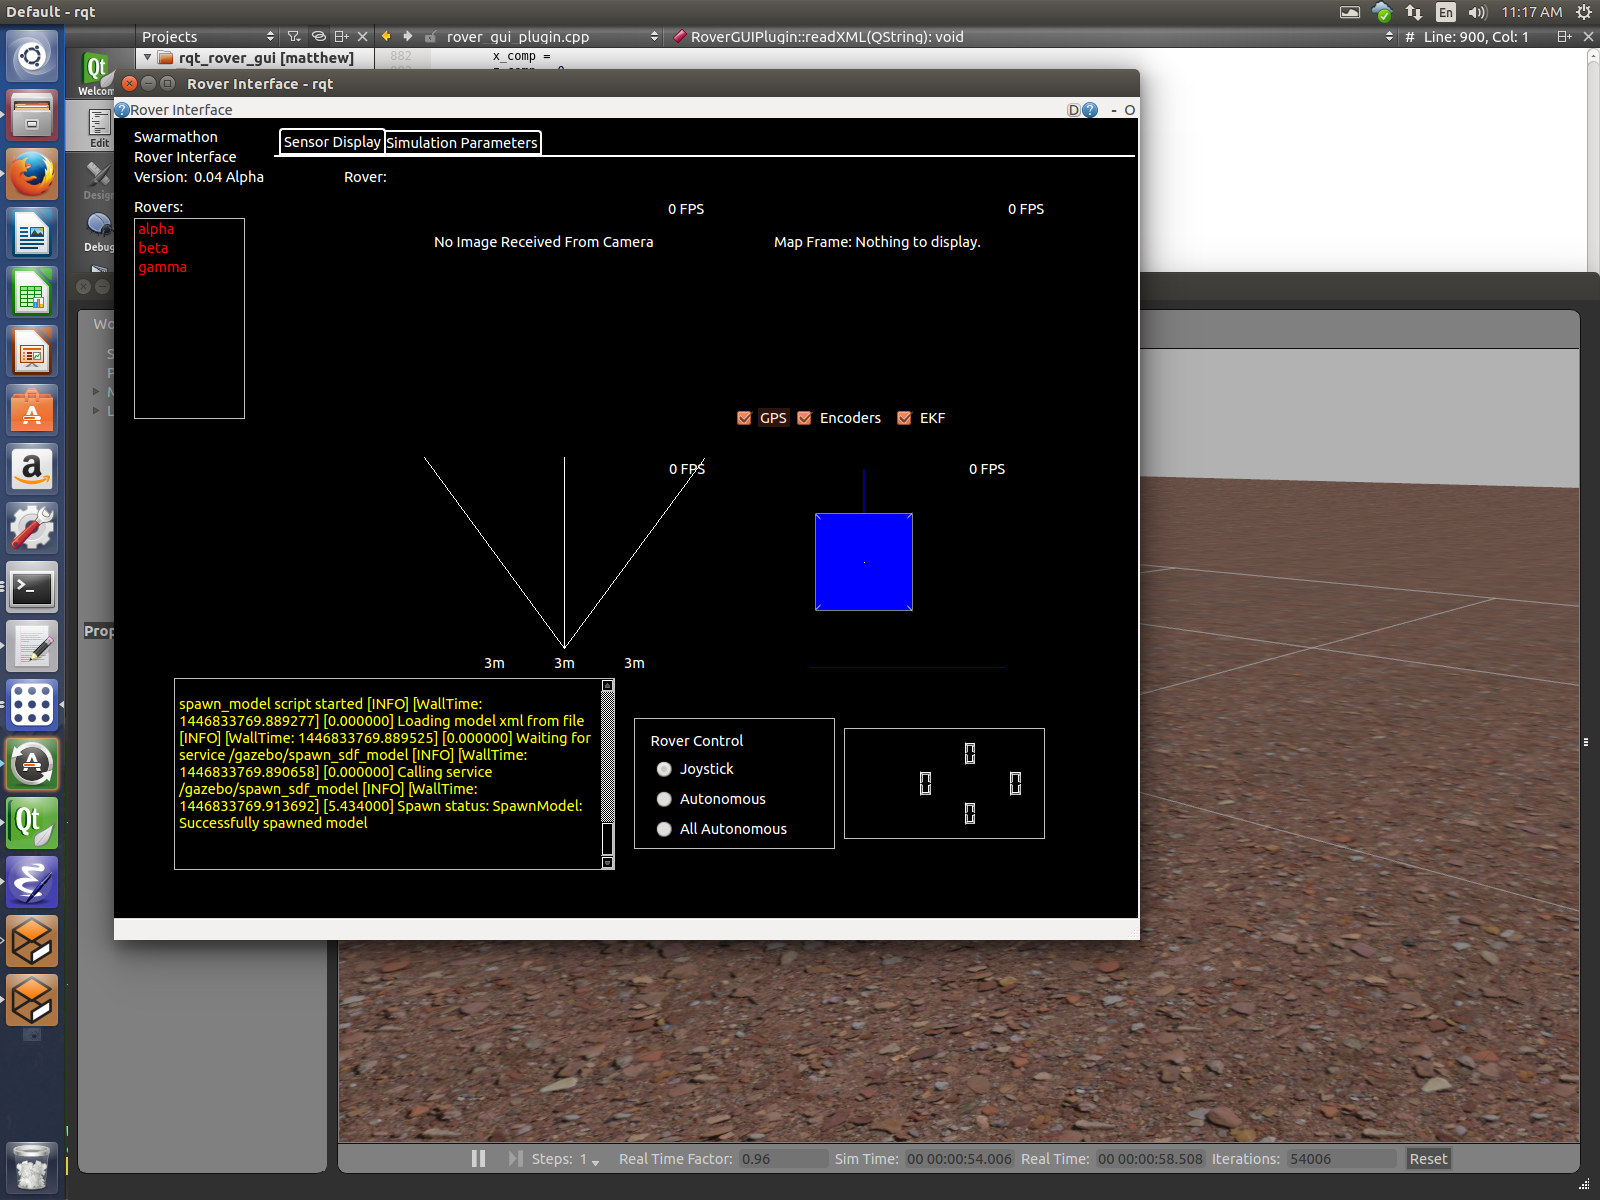 Default - rqt
En
11:17 AM
Projects
rover_gui_plugin.cpp
RoverGUIPlugin::readXML(QString): void
# Line: 900, Col: 1
rqt_rover_gui [matthew]
882
x_comp =
Qt
Welcom
Edit
Design
Debug
Rover Interface - rqt
Rover Interface
D
- O
Swarmathon
Rover Interface
Version: 0.04 Alpha
Sensor Display
Simulation Parameters
Rover:
Rovers:
alpha
beta
gamma
0 FPS
No Image Received From Camera
0 FPS
Map Frame: Nothing to display.
GPS
Encoders
EKF
0 FPS
0 FPS
3m
3m
3m
Wo
S
P
M
L
Prop
spawn_model script started [INFO] [WallTime:
1446833769.889277] [0.000000] Loading model xml from file
[INFO] [WallTime: 1446833769.889525] [0.000000] Waiting for
service /gazebo/spawn_sdf_model [INFO] [WallTime:
1446833769.890658] [0.000000] Calling service
/gazebo/spawn_sdf_model [INFO] [WallTime:
1446833769.913692] [5.434000] Spawn status: SpawnModel:
Successfully spawned model
Rover Control
Joystick
Autonomous
All Autonomous
0
0
0
0
Steps: 1
Real Time Factor: 0.96
Sim Time: 00 00:00:54.006
Real Time: 00 00:00:58.508
Iterations: 54006
Reset